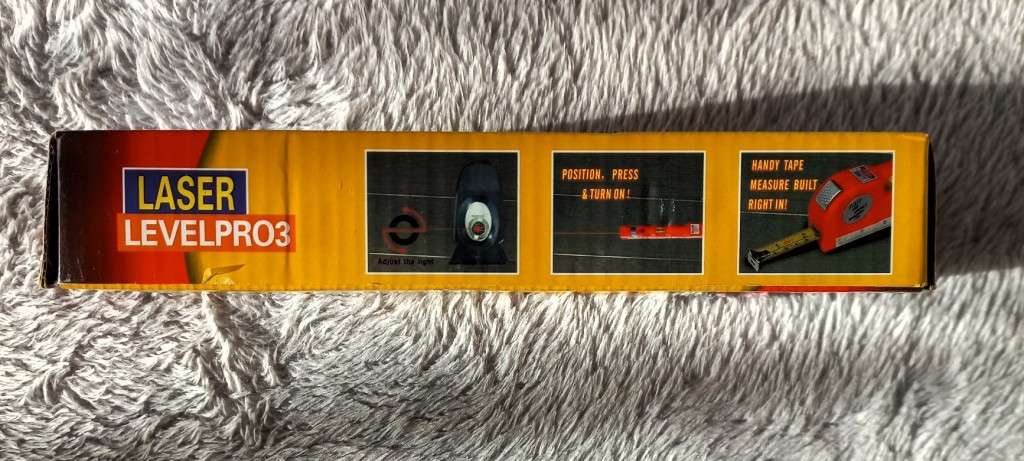 LASER
LEVELPRO3
Adjust the light
POSITION, PRESS
& TURN ON!
HANDY TAPE
MEASURE BUILT
RIGHT IN!